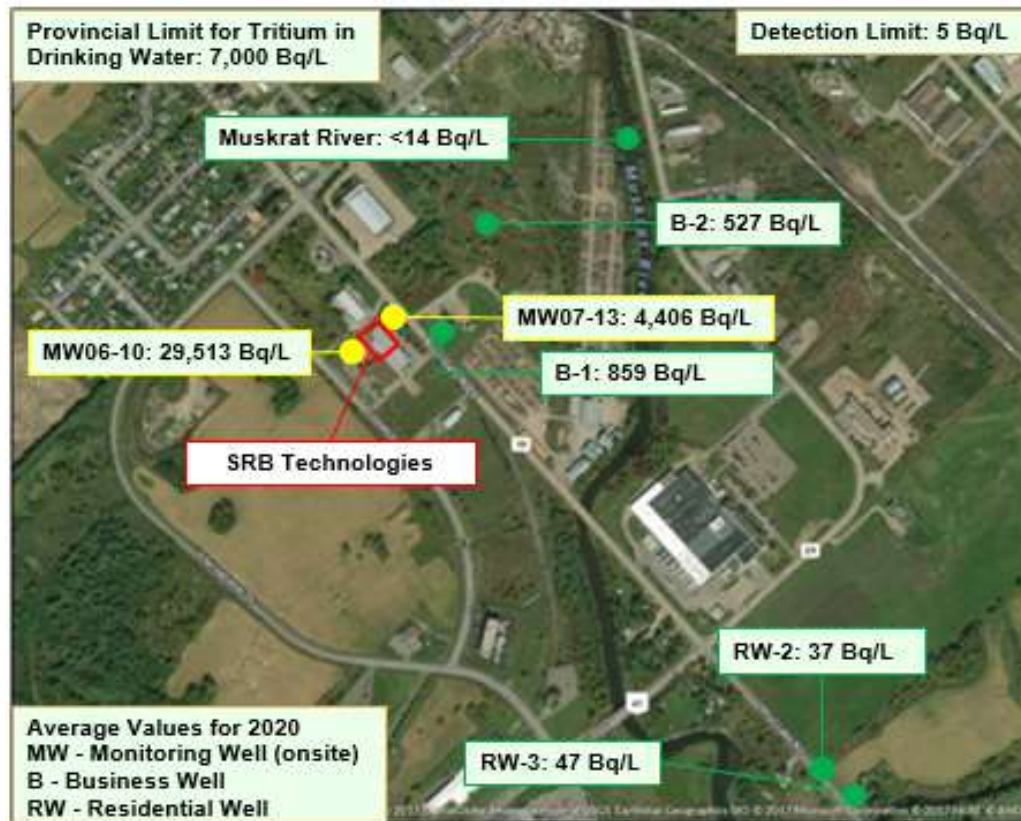 Provincial Limit for Tritium in
Drinking Water: 7,000 Bq/L
Detection Limit: 5 Bq/L
Muskrat River: <14 Bq/L
B-2: 527 Bq/L
MW07-13: 4,406 Bq/L
MW06-10: 29,513 Bq/L
B-1: 859 Bq/L
SRB Technologies
RW-2: 37 Bq/L
RW-3: 47 Bq/L
Average Values for 2020
MW - Monitoring Well (onsite)
B - Business Well
RW - Residential Well